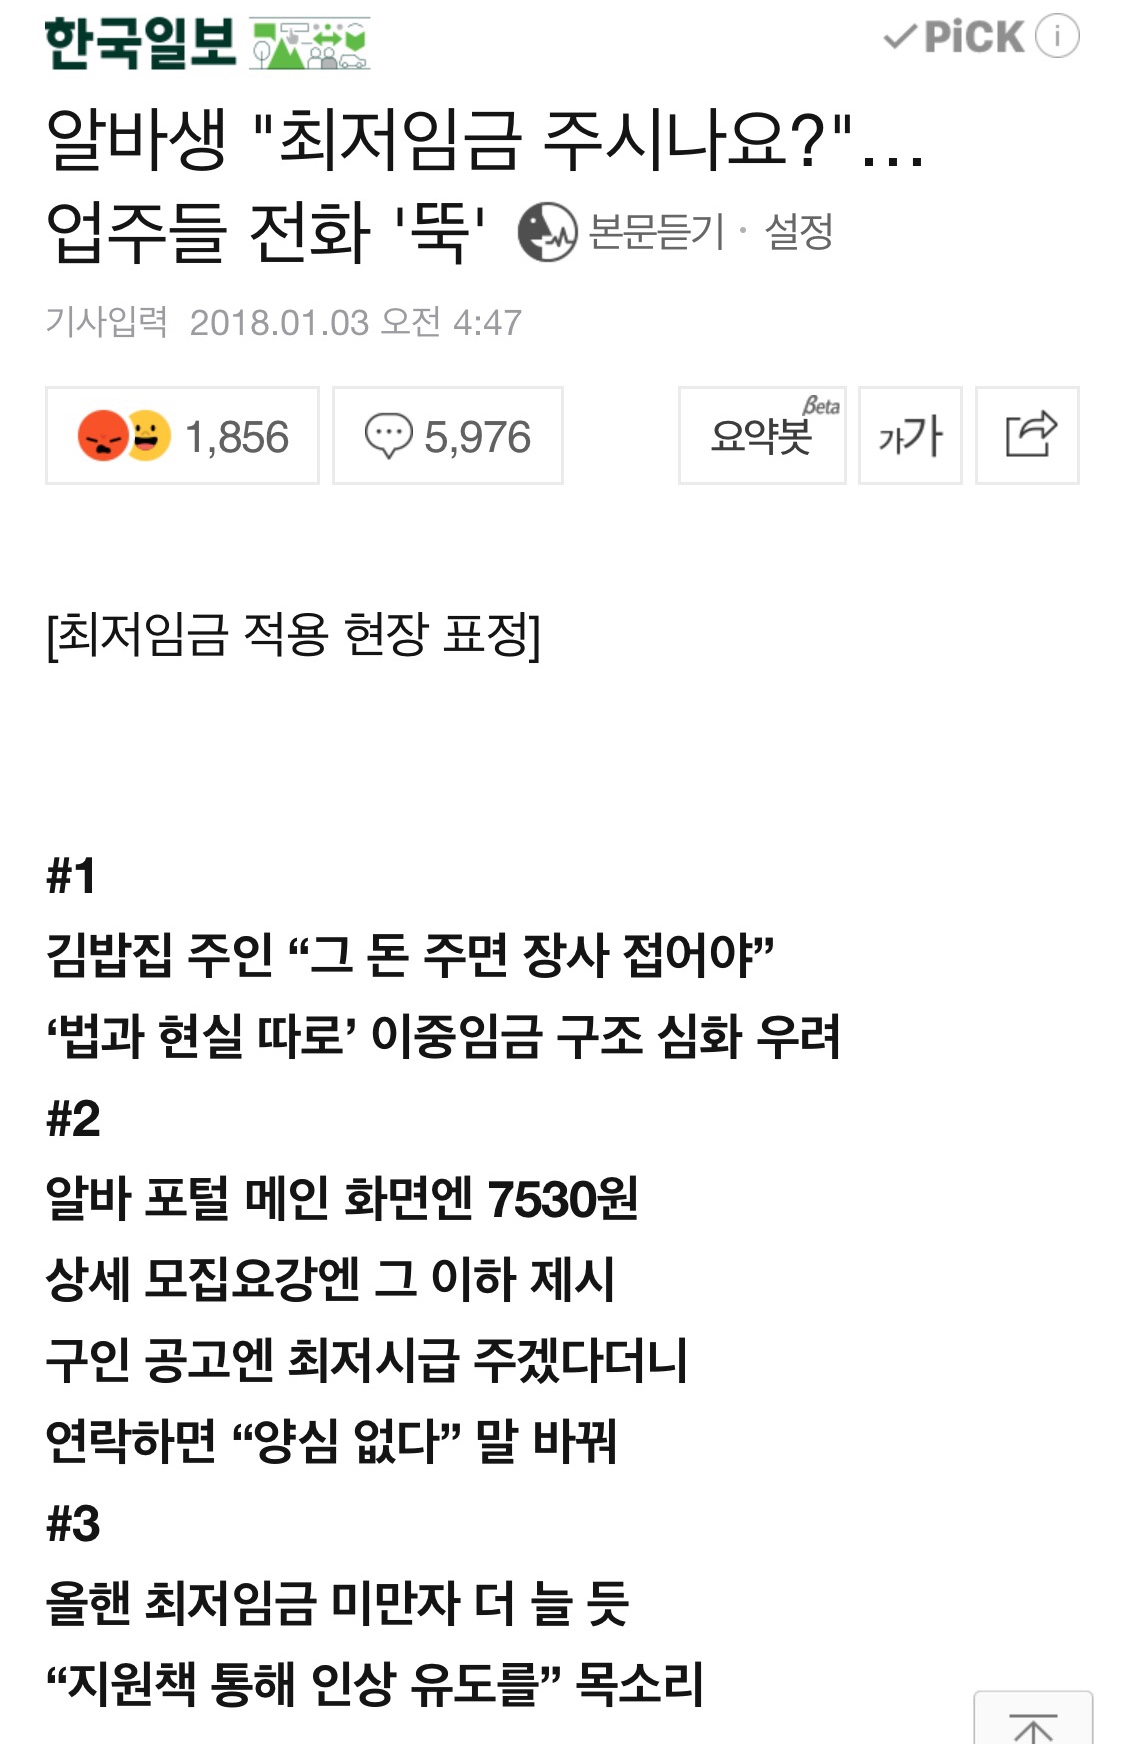 한국일보
PiCK i
알바생 "최저임금 주시나요?"...
업주들 전화 '뚝' 본문듣기 · 설정
기사입력 2018.01.03 오전 4:47
1,856 5,976 요약봇 Beta 가가
[최저임금 적용 현장 표정]
#1
김밥집 주인 “그 돈 주면 장사 접어야”
‘법과 현실 따로’ 이중임금 구조 심화 우려
#2
알바 포털 메인 화면엔 7530원
상세 모집요강엔 그 이하 제시
구인 공고엔 최저시급 주겠다더니
연락하면 “양심 없다” 말 바꿔
#3
올핸 최저임금 미만자 더 늘 듯
“지원책 통해 인상 유도를” 목소리